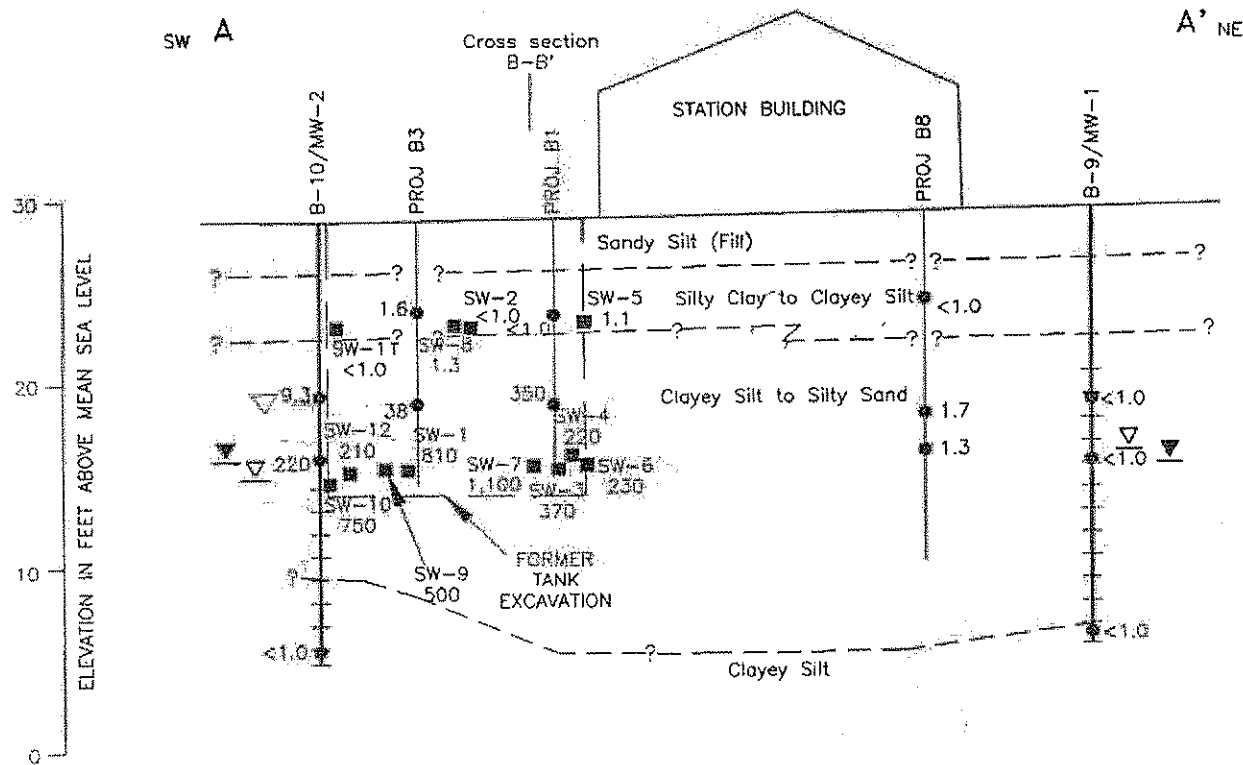 SW A
A' NE
Cross section
B-B'
STATION BUILDING
B-10/MW-2
PROJ B3
PROJ B1
PROJ B8
B-9/MW-1
ELEVATION IN FEET ABOVE MEAN SEA LEVEL
30
20
10
0
Sandy Silt (Fill)
? ? ? ? ? ?
Silty Clay to Clayey Silt
1.6
SW-2
<1.0
<1.0
SW-5
1.1
<1.0
? ? ? ? ? ? ?
SW-11
<1.0
SW-8
1.3
Clayey Silt to Silty Sand
9.3
38
350
1.7
<1.0
SW-12
210
SW-1
810
SW-4
220
1.3
<1.0
220
SW-7
1,100
SW-3
370
SW-6
230
SW-10
750
SW-9
500
FORMER
TANK
EXCAVATION
?
<1.0
?
<1.0
Clayey Silt